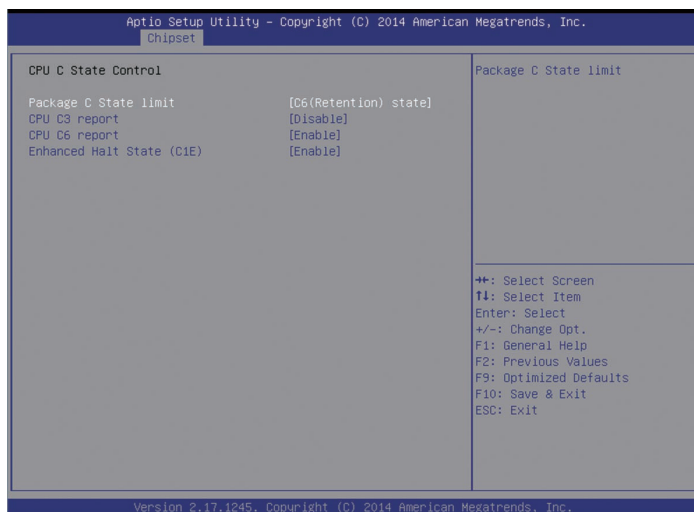 Aptio Setup Utility – Copyright (C) 2014 American Megatrends, Inc.
Chipset
CPU C State Control
Package C State limit [C6(Retention) state]
CPU C3 report [Disable]
CPU C6 report [Enable]
Enhanced Halt State (C1E) [Enable]
Package C State limit
→←: Select Screen
↑↓: Select Item
Enter: Select
+/-: Change Opt.
F1: General Help
F2: Previous Values
F9: Optimized Defaults
F10: Save & Exit
ESC: Exit
Version 2.17.1245. Copyright (C) 2014 American Megatrends, Inc.